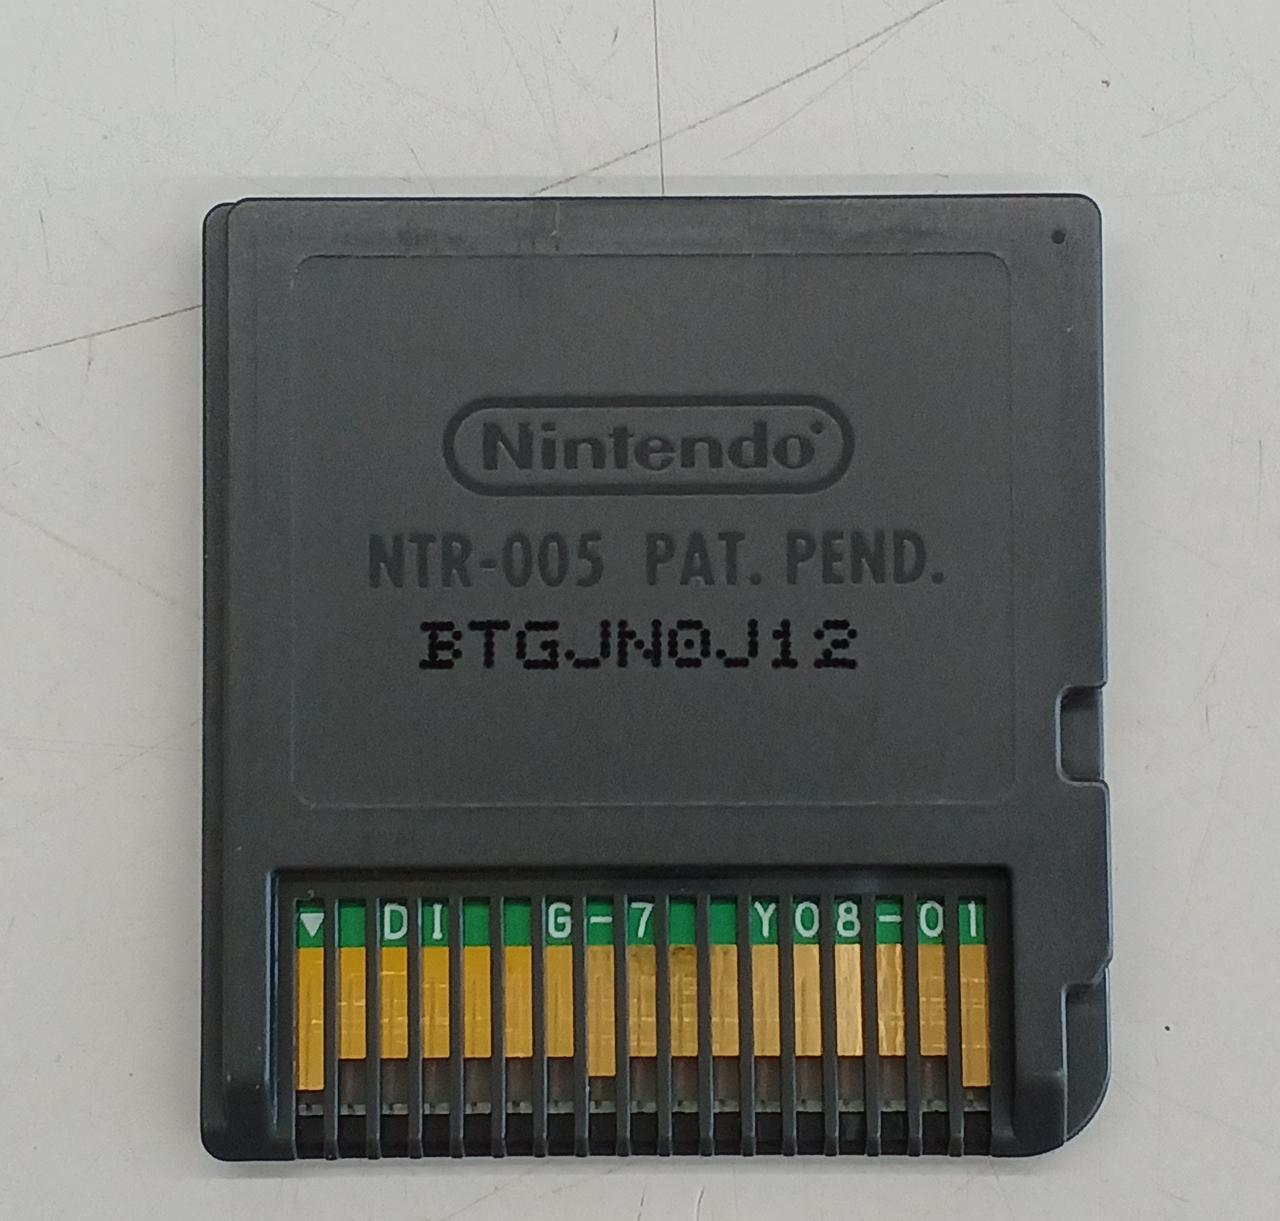 Nintendo
NTR-005 PAT. PEND.
BTGJN0J12
DI G-7 Y08-01